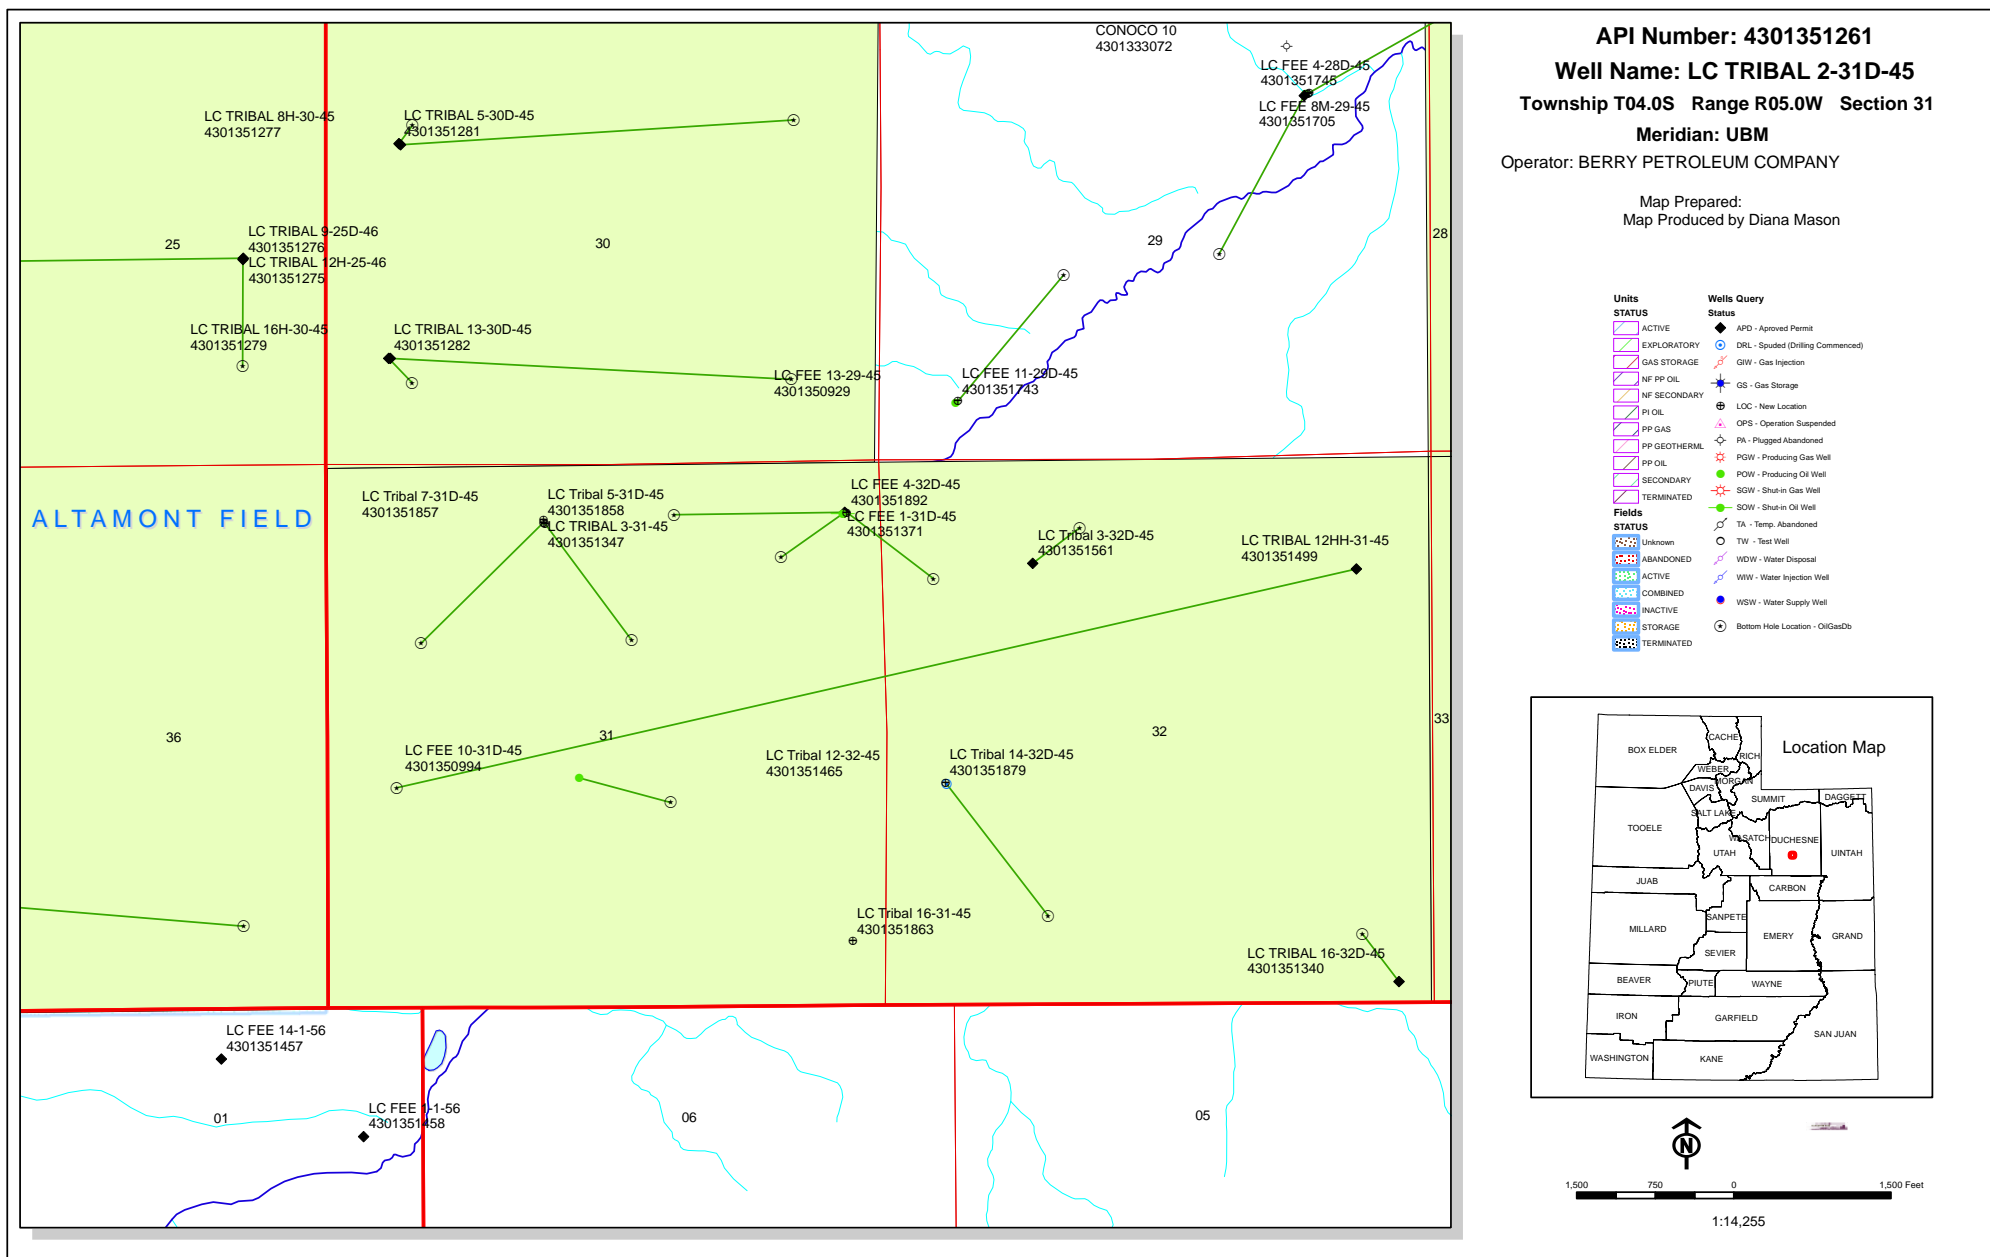 API Number: 4301351261
Well Name: LC TRIBAL 2-31D-45
Township T04.0S   Range R05.0W   Section 31
Meridian: UBM
Operator: BERRY PETROLEUM COMPANY
Map Prepared:
Map Produced by Diana Mason
CONOCO 10
4301333072
LC FEE 4-28D-45
4301351745
LC FEE 8M-29-45
4301351705
LC TRIBAL 8H-30-45
4301351277
LC TRIBAL 5-30D-45
4301351281
LC TRIBAL 9-25D-46
4301351276
LC TRIBAL 12H-25-46
4301351275
25
30
29
28
LC TRIBAL 16H-30-45
4301351279
LC TRIBAL 13-30D-45
4301351282
LC FEE 13-29-45
4301350929
LC FEE 11-29D-45
4301351743
ALTAMONT FIELD
LC Tribal 7-31D-45
4301351857
LC Tribal 5-31D-45
4301351858
LC TRIBAL 3-31-45
4301351347
LC FEE 4-32D-45
4301351892
LC FEE 1-31D-45
4301351371
LC Tribal 3-32D-45
4301351561
LC TRIBAL 12HH-31-45
4301351499
36
31
32
33
LC FEE 10-31D-45
4301350994
LC Tribal 12-32-45
4301351465
LC Tribal 14-32D-45
4301351879
LC Tribal 16-31-45
4301351863
LC TRIBAL 16-32D-45
4301351340
LC FEE 14-1-56
4301351457
LC FEE 1-1-56
4301351458
01
06
05
Units
STATUS
ACTIVE
EXPLORATORY
GAS STORAGE
NF PP OIL
NF SECONDARY
PI OIL
PP GAS
PP GEOTHERML
PP OIL
SECONDARY
TERMINATED
Fields
STATUS
Unknown
ABANDONED
ACTIVE
COMBINED
INACTIVE
STORAGE
TERMINATED
Wells Query
Status
APD - Aproved Permit
DRL - Spuded (Drilling Commenced)
GIW - Gas Injection
GS - Gas Storage
LOC - New Location
OPS - Operation Suspended
PA - Plugged Abandoned
PGW - Producing Gas Well
POW - Producing Oil Well
SGW - Shut-in Gas Well
SOW - Shut-in Oil Well
TA - Temp. Abandoned
TW - Test Well
WDW - Water Disposal
WIW - Water Injection Well
WSW - Water Supply Well
Bottom Hole Location - OilGasDb
Location Map
BOX ELDER
CACHE
RICH
WEBER
MORGAN
DAVIS
SUMMIT
DAGGETT
SALT LAKE
TOOELE
WASATCH
DUCHESNE
UTAH
UINTAH
JUAB
CARBON
SANPETE
MILLARD
EMERY
GRAND
SEVIER
BEAVER
PIUTE
WAYNE
IRON
GARFIELD
SAN JUAN
WASHINGTON
KANE
N
1,500
750
0
1,500 Feet
1:14,255